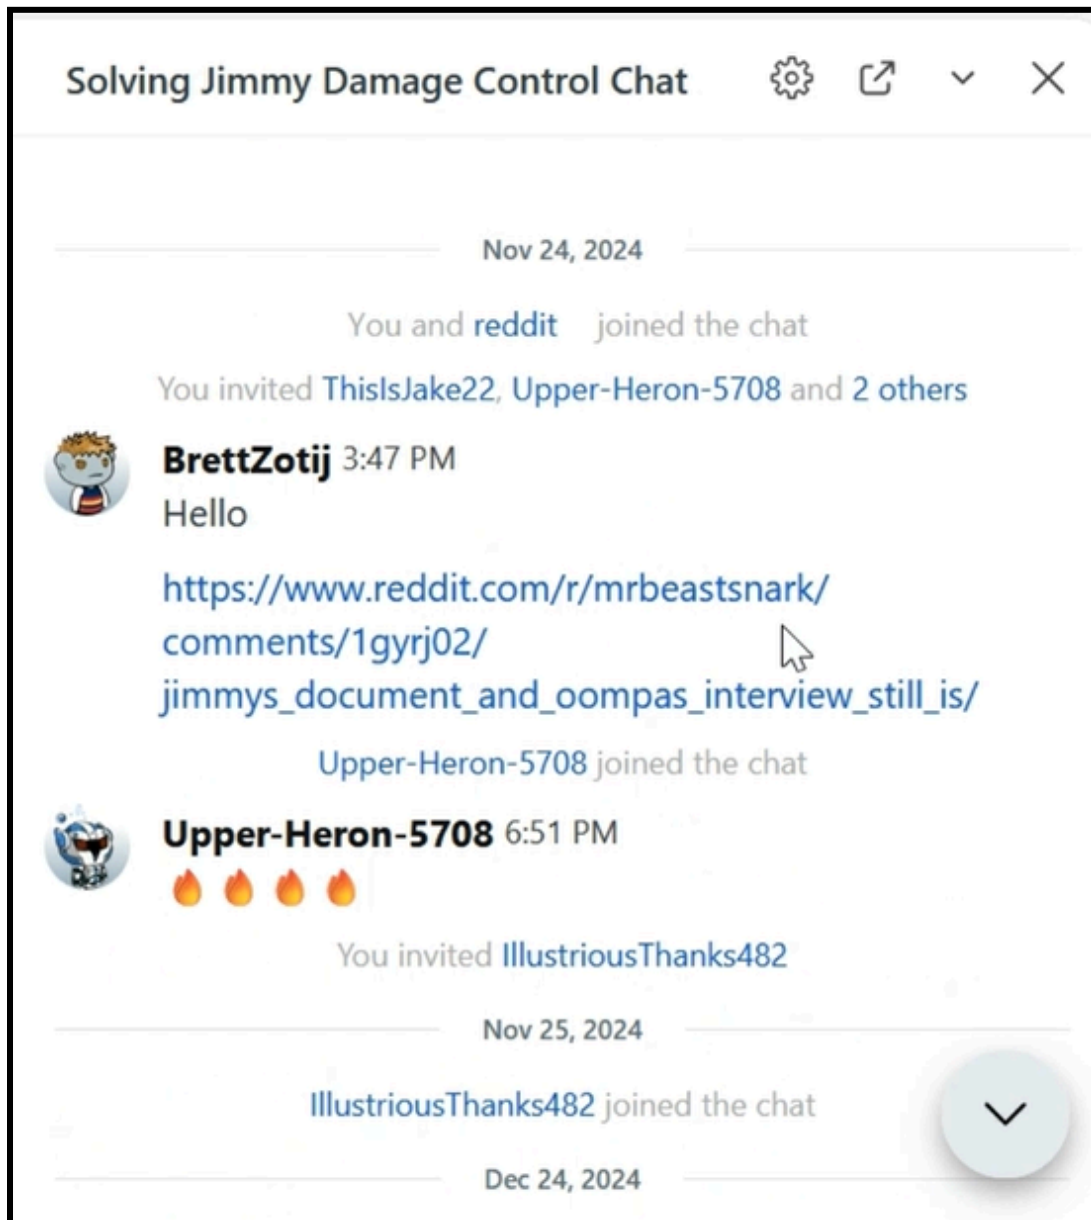 Solving Jimmy Damage Control Chat
Nov 24, 2024
You and reddit joined the chat
You invited ThisIsJake22, Upper-Heron-5708 and 2 others
BrettZotij 3:47 PM
Hello
https://www.reddit.com/r/mrbeastsnark/
comments/1gyrj02/
jimmys_document_and_oompas_interview_still_is/
Upper-Heron-5708 joined the chat
Upper-Heron-5708 6:51 PM
🔥🔥🔥🔥
You invited IllustriousThanks482
Nov 25, 2024
IllustriousThanks482 joined the chat
Dec 24, 2024